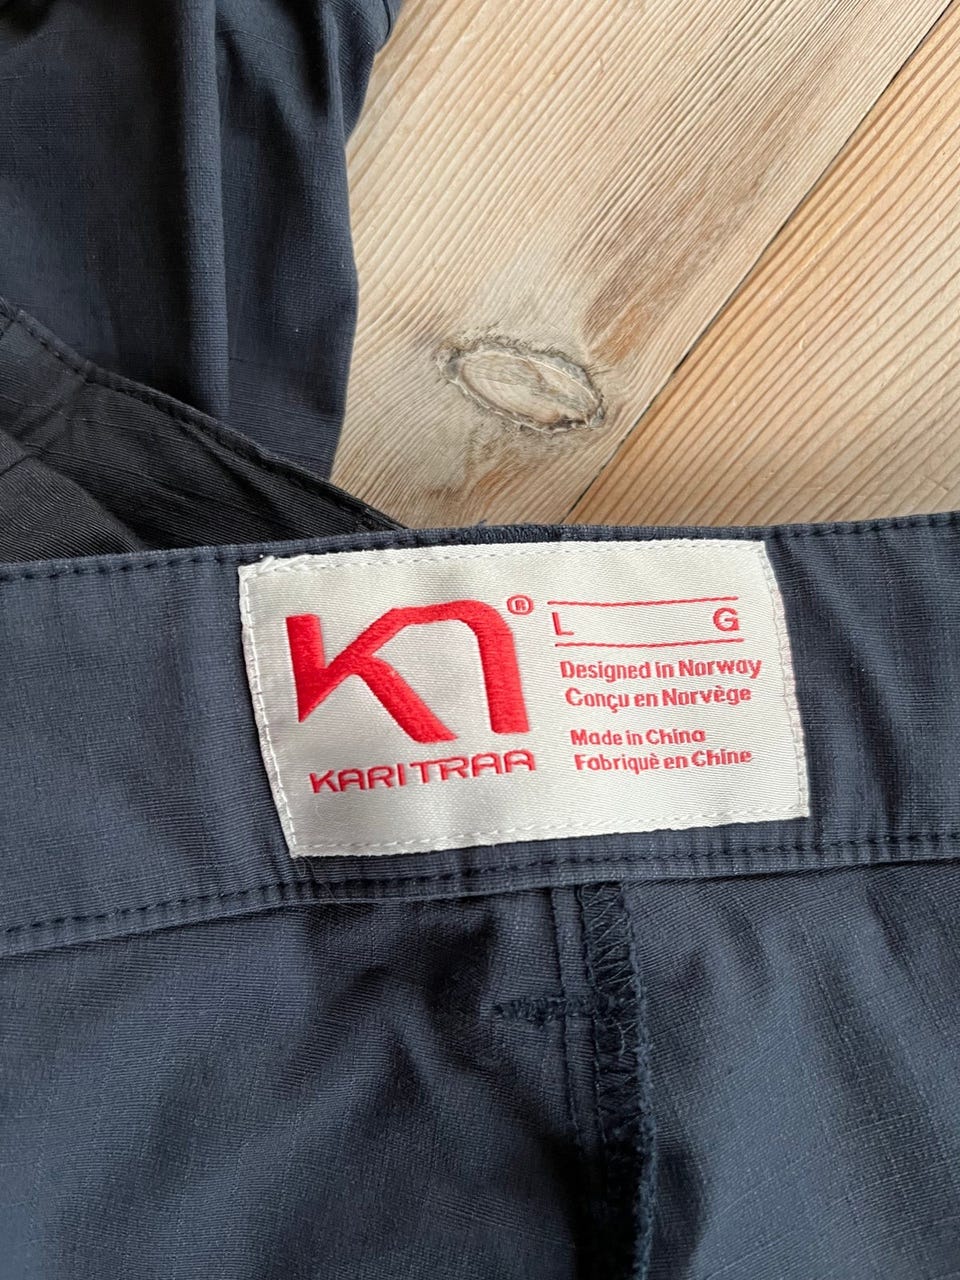 KARI TRAA
®
L G
Designed in Norway
Conçu en Norvège
Made in China
Fabriquè en Chine